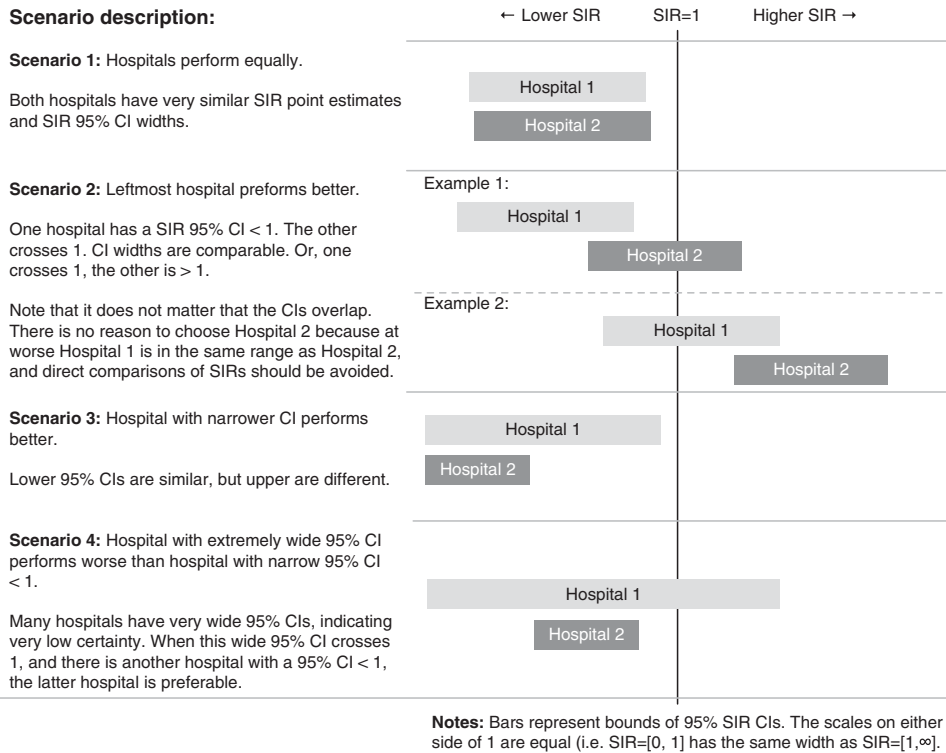 Scenario description:
← Lower SIR SIR=1 Higher SIR →
Scenario 1: Hospitals perform equally.
Both hospitals have very similar SIR point estimates
and SIR 95% CI widths.
Hospital 1
Hospital 2
Scenario 2: Leftmost hospital preforms better.
One hospital has a SIR 95% CI < 1. The other
crosses 1. CI widths are comparable. Or, one
crosses 1, the other is > 1.
Note that it does not matter that the CIs overlap.
There is no reason to choose Hospital 2 because at
worse Hospital 1 is in the same range as Hospital 2,
and direct comparisons of SIRs should be avoided.
Example 1:
Hospital 1
Hospital 2
Example 2:
Hospital 1
Hospital 2
Scenario 3: Hospital with narrower CI performs
better.
Lower 95% CIs are similar, but upper are different.
Hospital 1
Hospital 2
Scenario 4: Hospital with extremely wide 95% CI
performs worse than hospital with narrow 95% CI
< 1.
Many hospitals have very wide 95% CIs, indicating
very low certainty. When this wide 95% CI crosses
1, and there is another hospital with a 95% CI < 1,
the latter hospital is preferable.
Hospital 1
Hospital 2
Notes: Bars represent bounds of 95% SIR CIs. The scales on either
side of 1 are equal (i.e. SIR=[0, 1] has the same width as SIR=[1,∞].